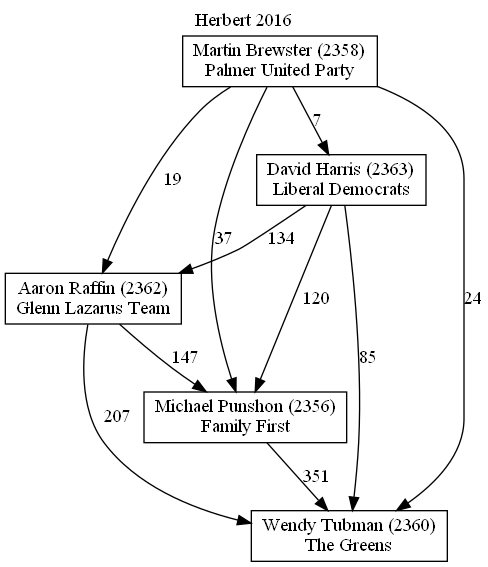 Herbert 2016
Martin Brewster (2358)
Palmer United Party
7
David Harris (2363)
Liberal Democrats
19
37
134
24
Aaron Raffin (2362)
Glenn Lazarus Team
120
147
85
Michael Punshon (2356)
Family First
207
351
Wendy Tubman (2360)
The Greens